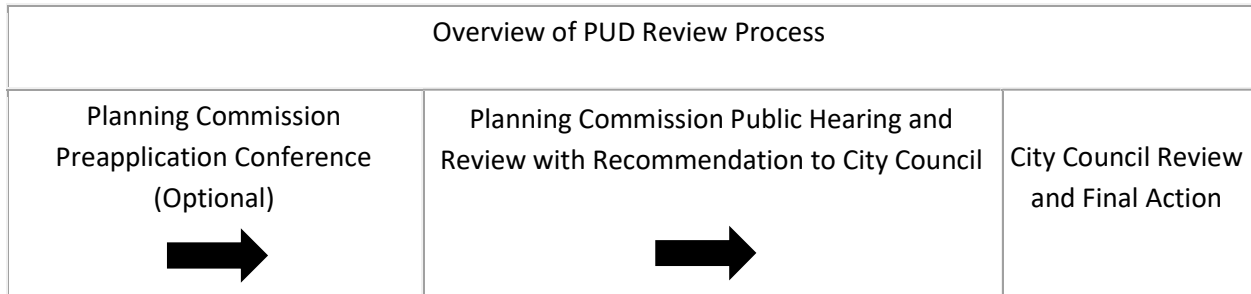 Overview of PUD Review Process
Planning Commission
Preapplication Conference
(Optional)
Planning Commission Public Hearing and
Review with Recommendation to City Council
City Council Review
and Final Action